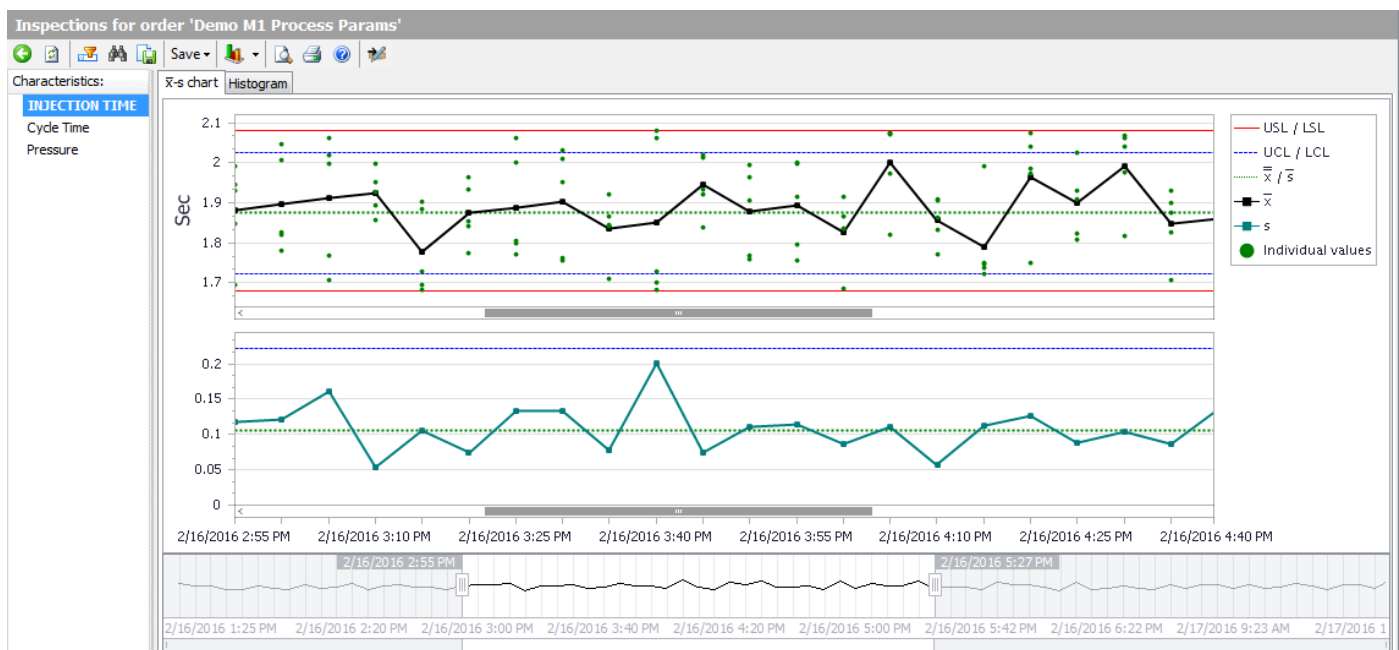 Inspections for order 'Demo M1 Process Params'
Save
Characteristics:
INJECTION TIME
Cycle Time
Pressure
x̅-s chart Histogram
Sec
2.1
2
1.9
1.8
1.7
USL / LSL
UCL / LCL
x̿ / s̅
x̅
s
Individual values
0.2
0.15
0.1
0.05
0
2/16/2016 2:55 PM 2/16/2016 3:10 PM 2/16/2016 3:25 PM 2/16/2016 3:40 PM 2/16/2016 3:55 PM 2/16/2016 4:10 PM 2/16/2016 4:25 PM 2/16/2016 4:40 PM
2/16/2016 2:55 PM 2/16/2016 5:27 PM
2/16/2016 1:25 PM 2/16/2016 2:20 PM 2/16/2016 3:00 PM 2/16/2016 3:40 PM 2/16/2016 4:20 PM 2/16/2016 5:00 PM 2/16/2016 5:42 PM 2/16/2016 6:22 PM 2/17/2016 9:23 AM 2/17/2016 1